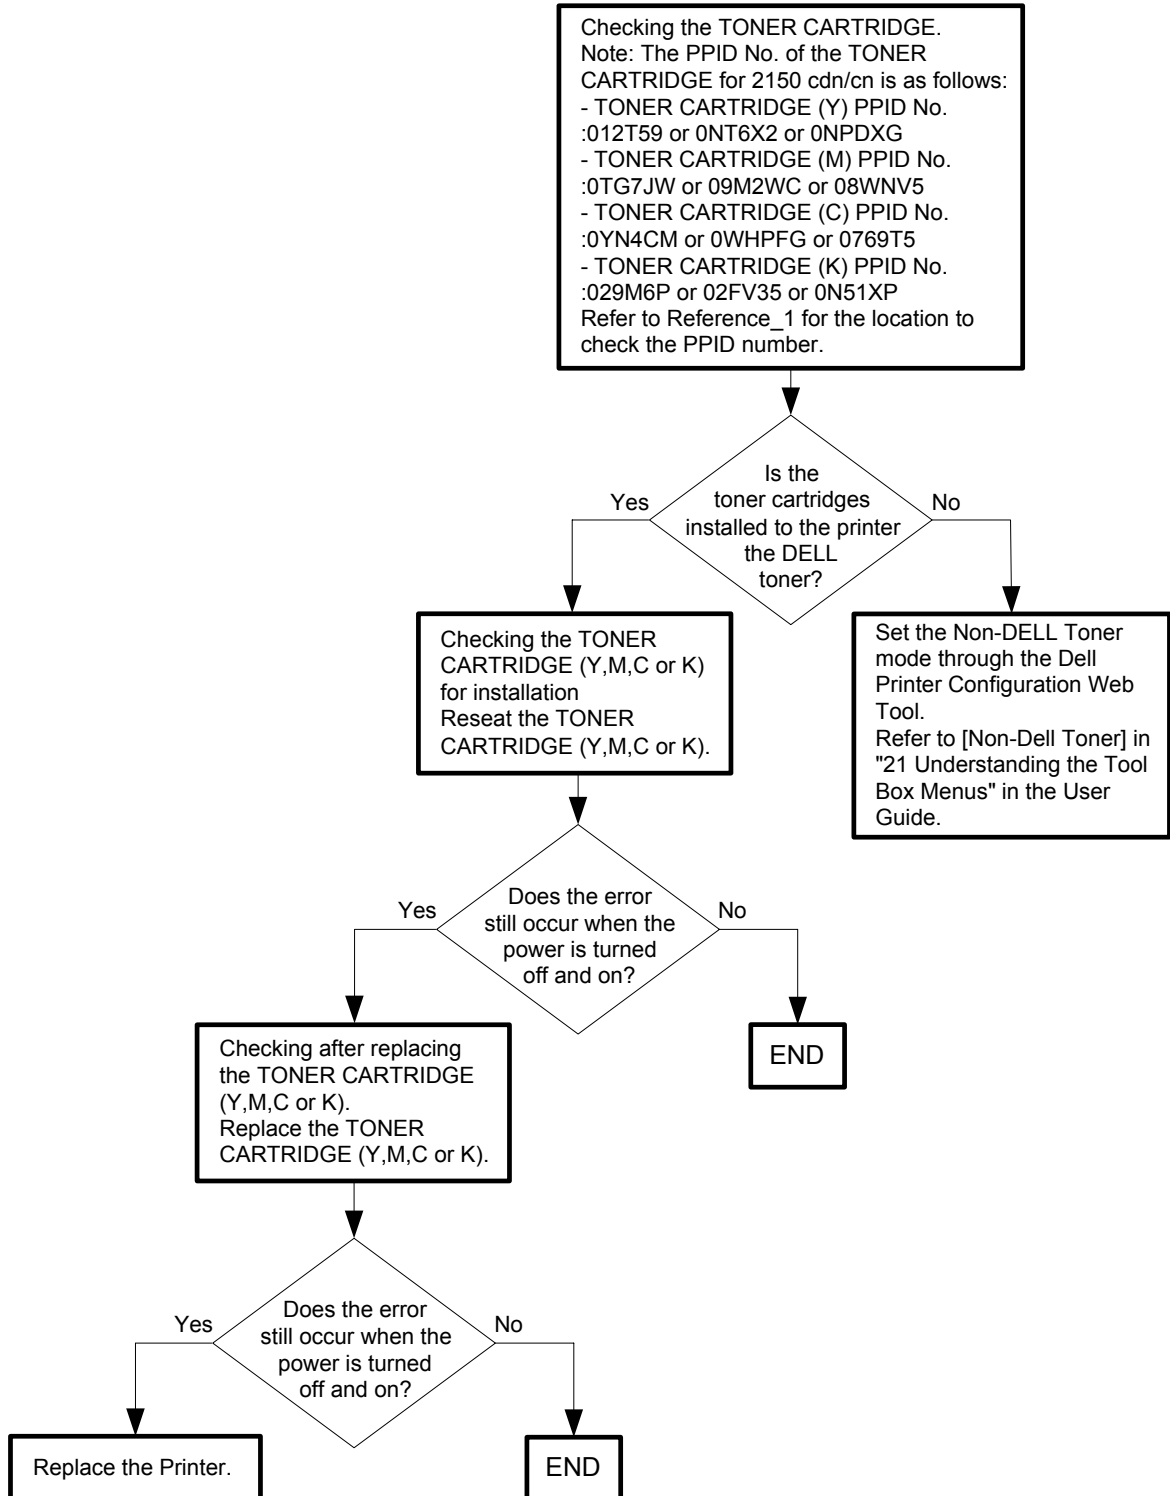 Checking the TONER CARTRIDGE.
Note: The PPID No. of the TONER
CARTRIDGE for 2150 cdn/cn is as follows:
- TONER CARTRIDGE (Y) PPID No.
:012T59 or 0NT6X2 or 0NPDXG
- TONER CARTRIDGE (M) PPID No.
:0TG7JW or 09M2WC or 08WNV5
- TONER CARTRIDGE (C) PPID No.
:0YN4CM or 0WHPFG or 0769T5
- TONER CARTRIDGE (K) PPID No.
:029M6P or 02FV35 or 0N51XP
Refer to Reference_1 for the location to
check the PPID number.
Is the
toner cartridges
installed to the printer
the DELL
toner?
Yes
No
Checking the TONER
CARTRIDGE (Y,M,C or K)
for installation
Reseat the TONER
CARTRIDGE (Y,M,C or K).
Set the Non-DELL Toner
mode through the Dell
Printer Configuration Web
Tool.
Refer to [Non-Dell Toner] in
"21 Understanding the Tool
Box Menus" in the User
Guide.
Does the error
still occur when the
power is turned
off and on?
Yes
No
Checking after replacing
the TONER CARTRIDGE
(Y,M,C or K).
Replace the TONER
CARTRIDGE (Y,M,C or K).
END
Does the error
still occur when the
power is turned
off and on?
Yes
No
Replace the Printer.
END